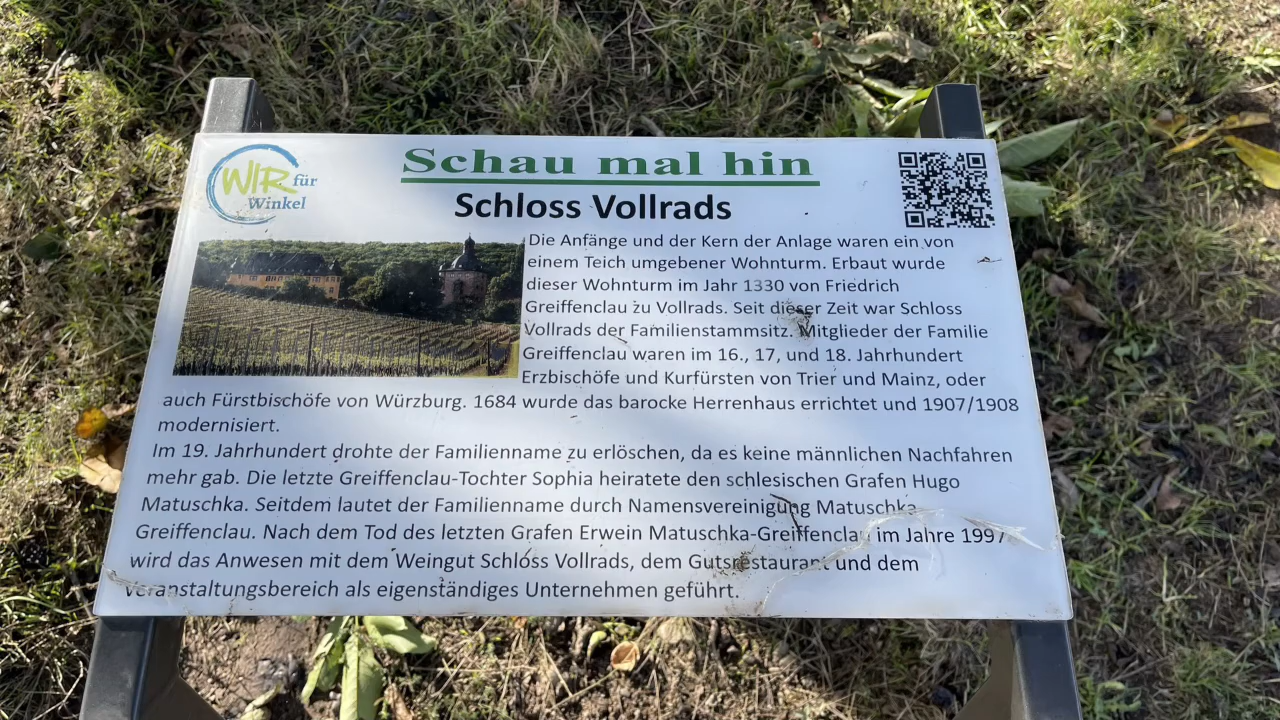 WIR für
Winkel
Schau mal hin
Schloss Vollrads
Die Anfänge und der Kern der Anlage waren ein von
einem Teich umgebener Wohnturm. Erbaut wurde
dieser Wohnturm im Jahr 1330 von Friedrich
Greiffenclau zu Vollrads. Seit dieser Zeit war Schloss
Vollrads der Familienstammsitz. Mitglieder der Familie
Greiffenclau waren im 16., 17, und 18. Jahrhundert
Erzbischöfe und Kurfürsten von Trier und Mainz, oder
auch Fürstbischöfe von Würzburg. 1684 wurde das barocke Herrenhaus errichtet und 1907/1908
modernisiert.
Im 19. Jahrhundert drohte der Familienname zu erlöschen, da es keine männlichen Nachfahren
mehr gab. Die letzte Greiffenclau-Tochter Sophia heiratete den schlesischen Grafen Hugo
Matuschka. Seitdem lautet der Familienname durch Namensvereinigung Matuschka
Greiffenclau. Nach dem Tod des letzten Grafen Erwein Matuschka-Greiffenclau im Jahre 1997
wird das Anwesen mit dem Weingut Schloss Vollrads, dem Gutsrestaurant und dem
Veranstaltungsbereich als eigenständiges Unternehmen geführt.